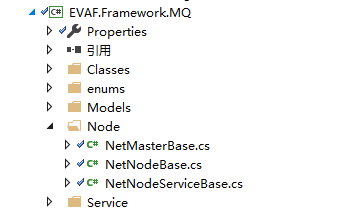 EVAF.Framework.MQ
Properties
引用
Classes
enums
Models
Node
NetMasterBase.cs
NetNodeBase.cs
NetNodeServiceBase.cs
Service